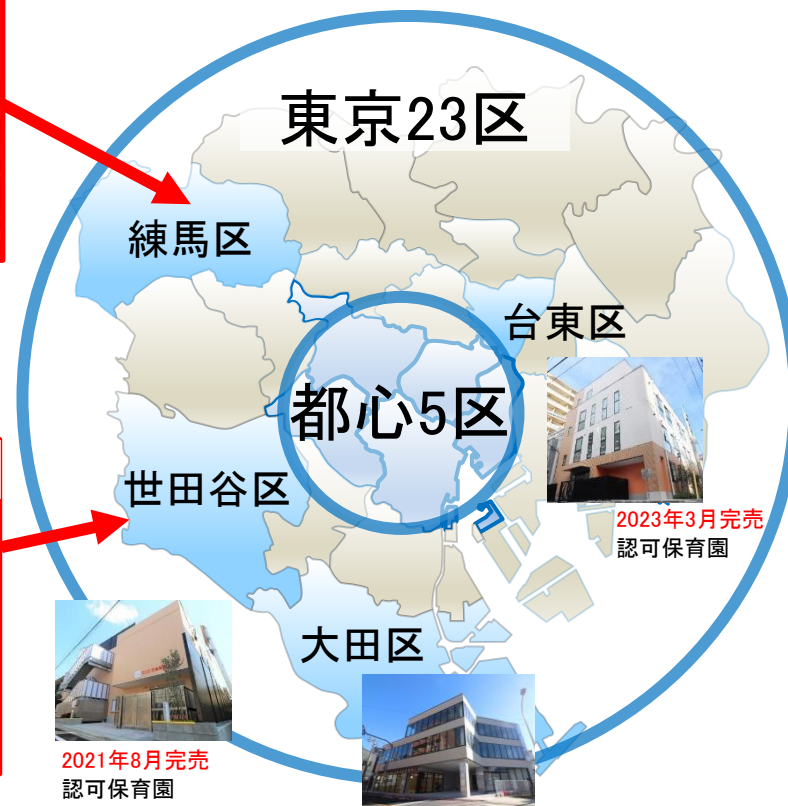 東京23区
練馬区
台東区
都心5区
世田谷区
2023年3月完売
認可保育園
大田区
2021年8月完売
認可保育園